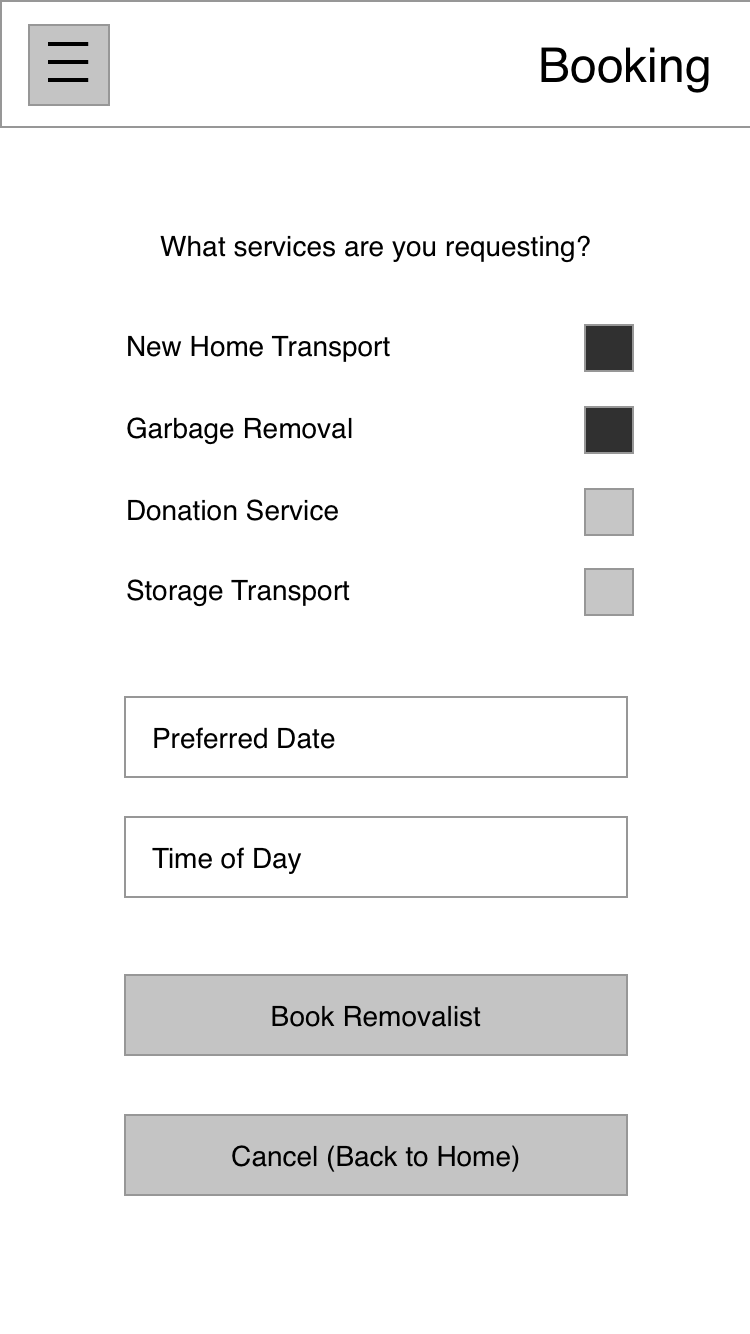 Booking
What services are you requesting?
New Home Transport
Garbage Removal
Donation Service
Storage Transport
Preferred Date
Time of Day
Book Removalist
Cancel (Back to Home)